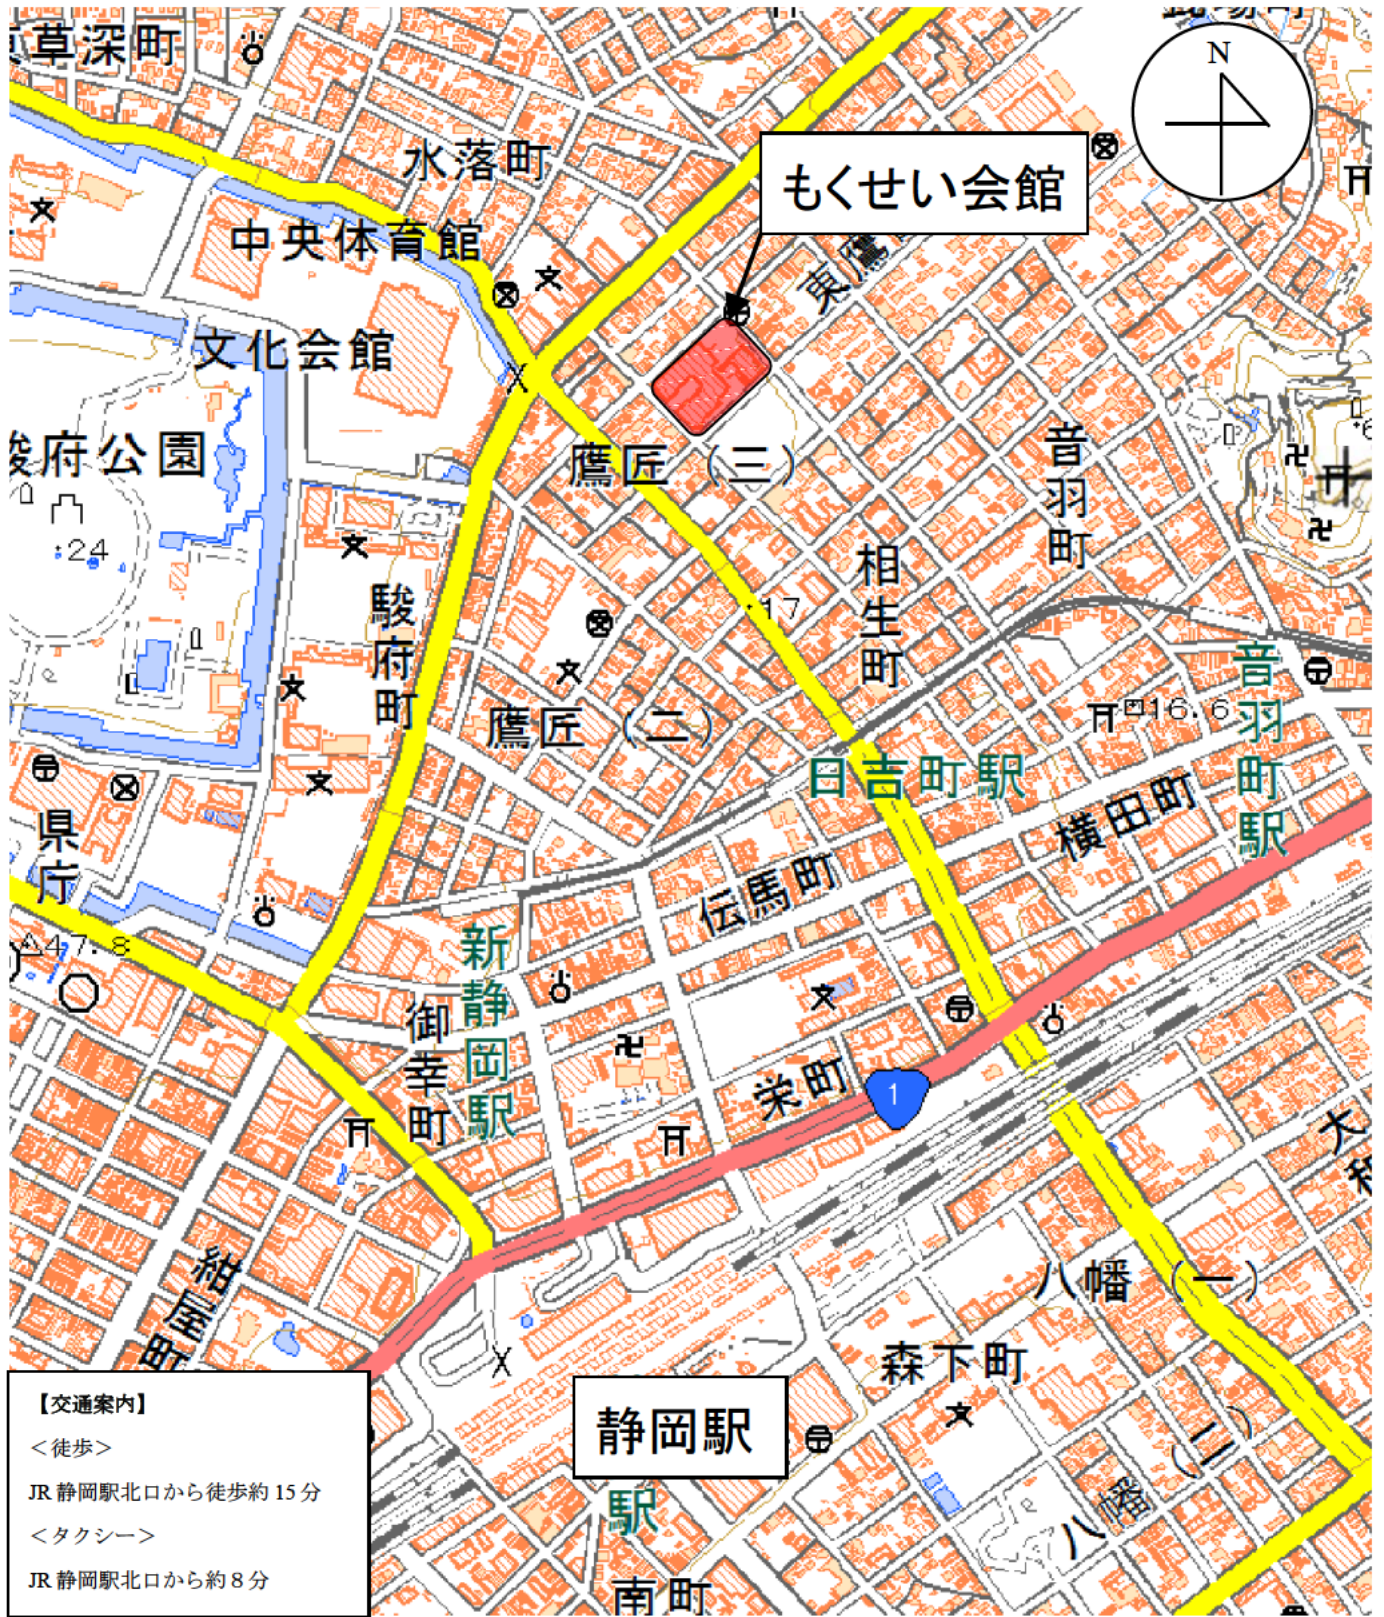 草深町
N
水落町
もくせい会館
中央体育館
東鷹
文化会館
府公園
鷹匠（三）
音羽町
24
相生町
17
駿府町
音羽町駅
鷹匠（二）
16.6
日吉町駅
横田町
県庁
伝馬町
47.8
新静岡駅
御幸町
栄町
1
大
八幡（一）
紺屋町
森下町
静岡駅
八幡（二）
駅
南町
【交通案内】
＜徒歩＞
JR 静岡駅北口から徒歩約 15 分
＜タクシー＞
JR 静岡駅北口から約８分